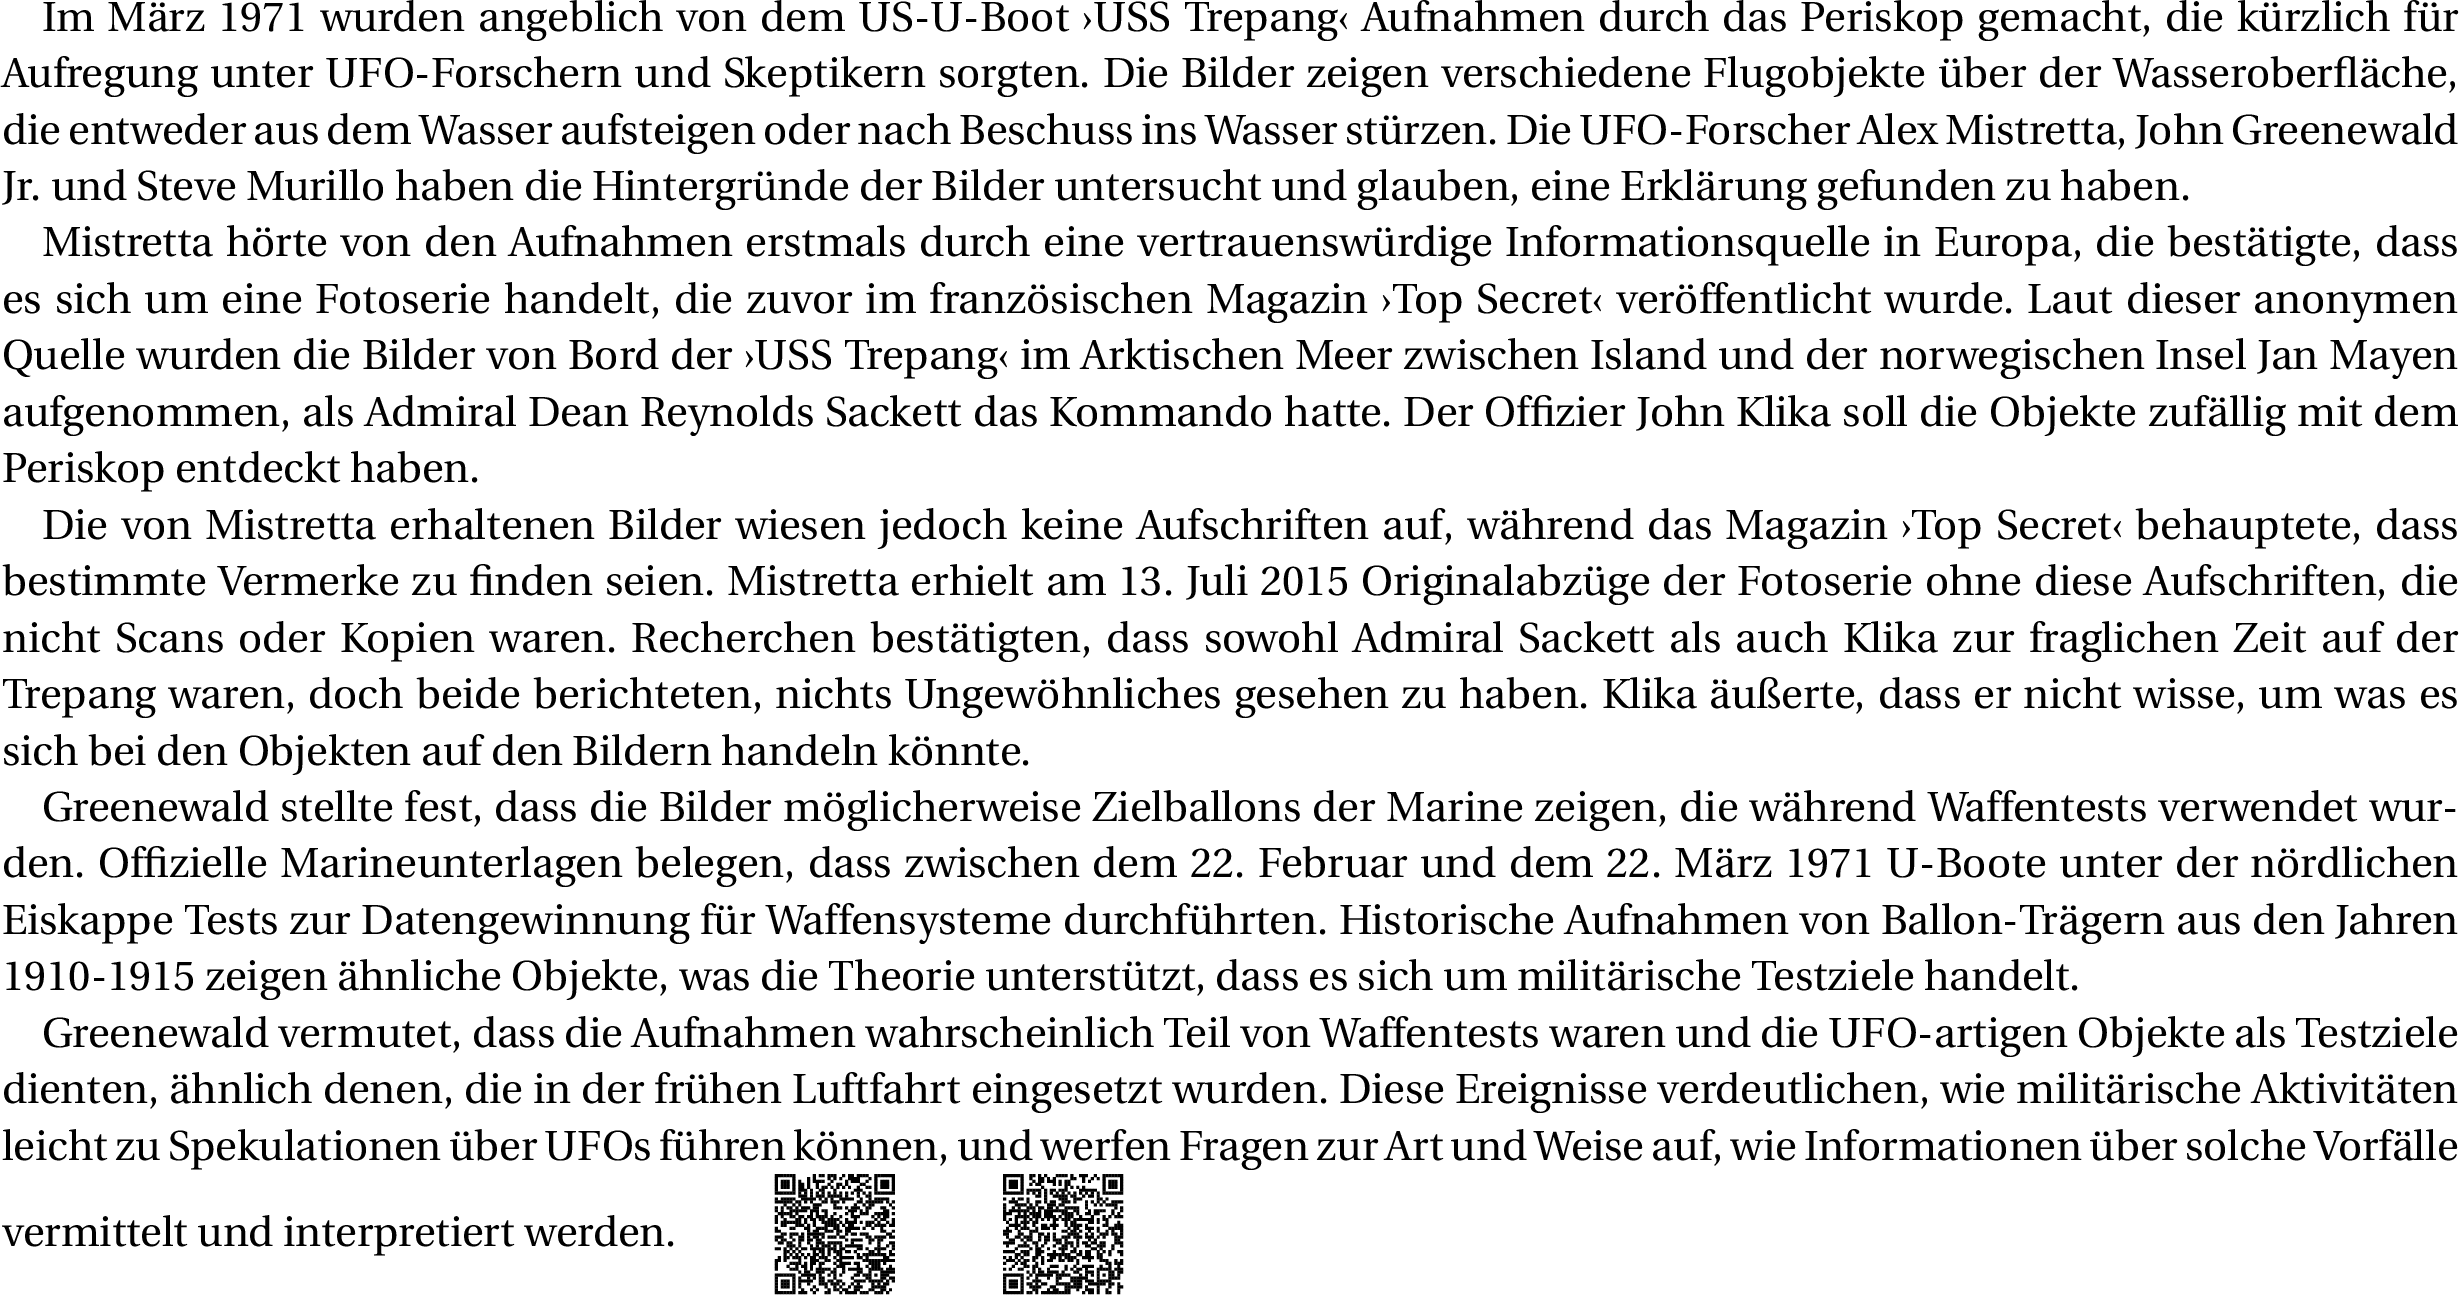 Im März 1971 wurden angeblich von dem US-U-Boot ›USS Trepang‹ Aufnahmen durch das Periskop gemacht, die kürzlich für
Aufregung unter UFO-Forschern und Skeptikern sorgten. Die Bilder zeigen verschiedene Flugobjekte über der Wasseroberfläche,
die entweder aus dem Wasser aufsteigen oder nach Beschuss ins Wasser stürzen. Die UFO-Forscher Alex Mistretta, John Greenewald
Jr. und Steve Murillo haben die Hintergründe der Bilder untersucht und glauben, eine Erklärung gefunden zu haben.
Mistretta hörte von den Aufnahmen erstmals durch eine vertrauenswürdige Informationsquelle in Europa, die bestätigte, dass
es sich um eine Fotoserie handelt, die zuvor im französischen Magazin ›Top Secret‹ veröffentlicht wurde. Laut dieser anonymen
Quelle wurden die Bilder von Bord der ›USS Trepang‹ im Arktischen Meer zwischen Island und der norwegischen Insel Jan Mayen
aufgenommen, als Admiral Dean Reynolds Sackett das Kommando hatte. Der Offizier John Klika soll die Objekte zufällig mit dem
Periskop entdeckt haben.
Die von Mistretta erhaltenen Bilder wiesen jedoch keine Aufschriften auf, während das Magazin ›Top Secret‹ behauptete, dass
bestimmte Vermerke zu finden seien. Mistretta erhielt am 13. Juli 2015 Originalabzüge der Fotoserie ohne diese Aufschriften, die
nicht Scans oder Kopien waren. Recherchen bestätigten, dass sowohl Admiral Sackett als auch Klika zur fraglichen Zeit auf der
Trepang waren, doch beide berichteten, nichts Ungewöhnliches gesehen zu haben. Klika äußerte, dass er nicht wisse, um was es
sich bei den Objekten auf den Bildern handeln könnte.
Greenewald stellte fest, dass die Bilder möglicherweise Zielballons der Marine zeigen, die während Waffentests verwendet wur-
den. Offizielle Marineunterlagen belegen, dass zwischen dem 22. Februar und dem 22. März 1971 U-Boote unter der nördlichen
Eiskappe Tests zur Datengewinnung für Waffensysteme durchführten. Historische Aufnahmen von Ballon-Trägern aus den Jahren
1910-1915 zeigen ähnliche Objekte, was die Theorie unterstützt, dass es sich um militärische Testziele handelt.
Greenewald vermutet, dass die Aufnahmen wahrscheinlich Teil von Waffentests waren und die UFO-artigen Objekte als Testziele
dienten, ähnlich denen, die in der frühen Luftfahrt eingesetzt wurden. Diese Ereignisse verdeutlichen, wie militärische Aktivitäten
leicht zu Spekulationen über UFOs führen können, und werfen Fragen zur Art und Weise auf, wie Informationen über solche Vorfälle
vermittelt und interpretiert werden.